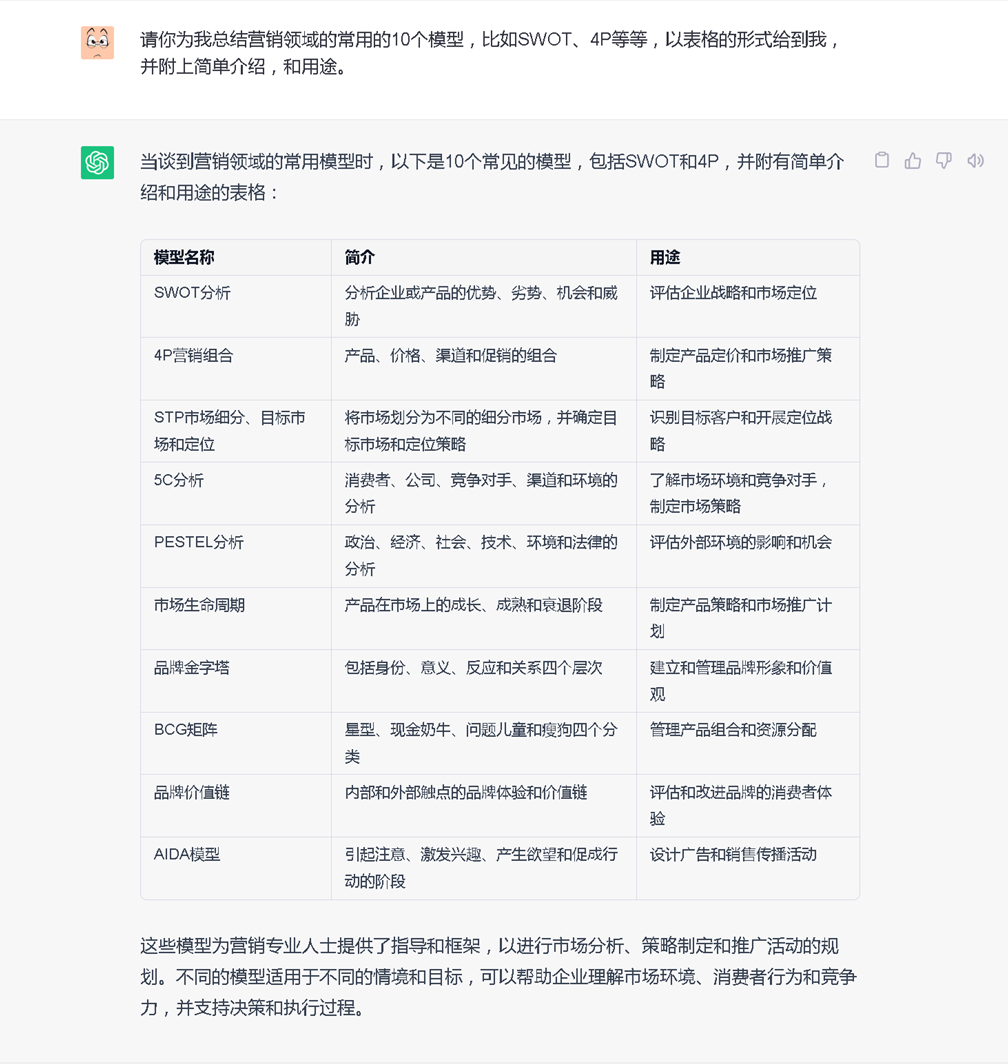 请你为我总结营销领域的常用的10个模型，比如SWOT、4P等等，以表格的形式给到我，
并附上简单介绍，和用途。
当谈到营销领域的常用模型时，以下是10个常见的模型，包括SWOT和4P，并附有简单介
绍和用途的表格：
模型名称 简介 用途
SWOT分析 分析企业或产品的优势、劣势、机会和威 评估企业战略和市场定位
胁
4P营销组合 产品、价格、渠道和促销的组合 制定产品定价和市场推广策
略
STP市场细分、目标市 将市场划分为不同的细分市场，并确定目 识别目标客户和开展定位战
场和定位 标市场和定位策略 略
5C分析 消费者、公司、竞争对手、渠道和环境的 了解市场环境和竞争对手，
分析 制定市场策略
PESTEL分析 政治、经济、社会、技术、环境和法律的 评估外部环境的影响和机会
分析
市场生命周期 产品在市场上的成长、成熟和衰退阶段 制定产品策略和市场推广计
划
品牌金字塔 包括身份、意义、反应和关系四个层次 建立和管理品牌形象和价值
观
BCG矩阵 星型、现金奶牛、问题儿童和瘦狗四个分 管理产品组合和资源分配
类
品牌价值链 内部和外部触点的品牌体验和价值链 评估和改进品牌的消费者体
验
AIDA模型 引起注意、激发兴趣、产生欲望和促成行 设计广告和销售传播活动
动的阶段
这些模型为营销专业人士提供了指导和框架，以进行市场分析、策略制定和推广活动的规
划。不同的模型适用于不同的情境和目标，可以帮助企业理解市场环境、消费者行为和竞争
力，并支持决策和执行过程。